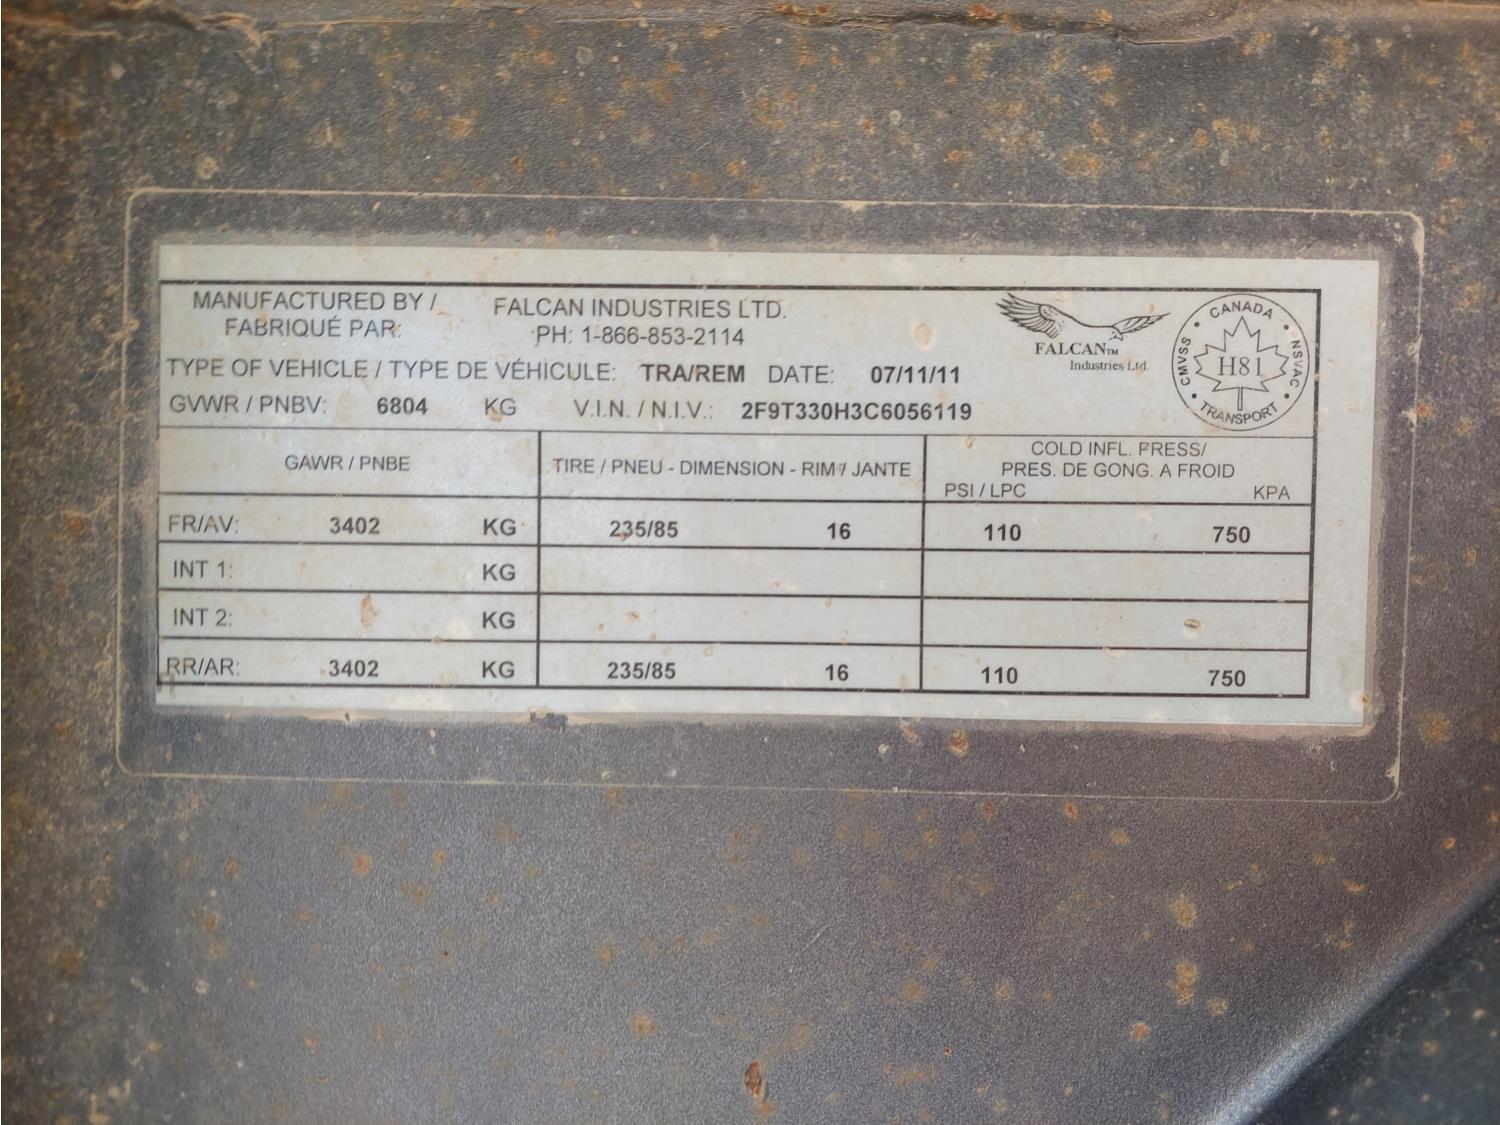 MANUFACTURED BY / FALCAN INDUSTRIES LTD.
FABRIQUÉ PAR: PH: 1-866-853-2114
FALCAN™
Industries Ltd.
CANADA
CMVSS • NSVAC
H81
• TRANSPORT •
TYPE OF VEHICLE / TYPE DE VÉHICULE: TRA/REM DATE: 07/11/11
GVWR / PNBV: 6804 KG V.I.N. / N.I.V.: 2F9T330H3C6056119
GAWR / PNBE TIRE / PNEU - DIMENSION - RIM / JANTE COLD INFL. PRESS/
PRES. DE GONG. A FROID
PSI / LPC KPA
FR/AV: 3402 KG 235/85 16 110 750
INT 1: KG
INT 2: KG
RR/AR: 3402 KG 235/85 16 110 750